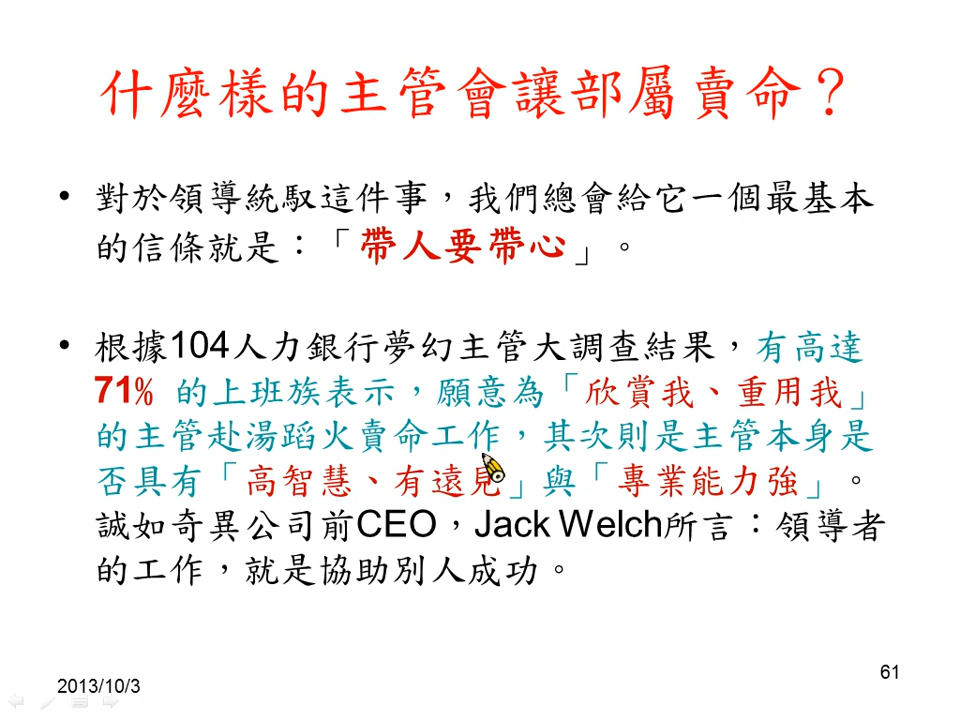 什麼樣的主管會讓部屬賣命？
• 對於領導統馭這件事，我們總會給它一個最基本
的信條就是：「帶人要帶心」。
• 根據104人力銀行夢幻主管大調查結果，有高達
71% 的上班族表示，願意為「欣賞我、重用我」
的主管赴湯蹈火賣命工作，其次則是主管本身是
否具有「高智慧、有遠見」與「專業能力強」。
誠如奇異公司前CEO，Jack Welch所言：領導者
的工作，就是協助別人成功。
2013/10/3
61